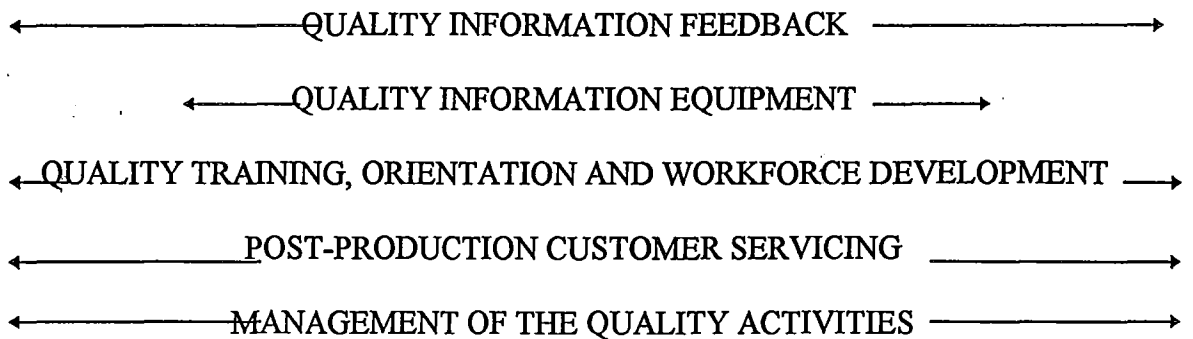 QUALITY INFORMATION FEEDBACK
QUALITY INFORMATION EQUIPMENT
QUALITY TRAINING, ORIENTATION AND WORKFORCE DEVELOPMENT
POST-PRODUCTION CUSTOMER SERVICING
MANAGEMENT OF THE QUALITY ACTIVITIES